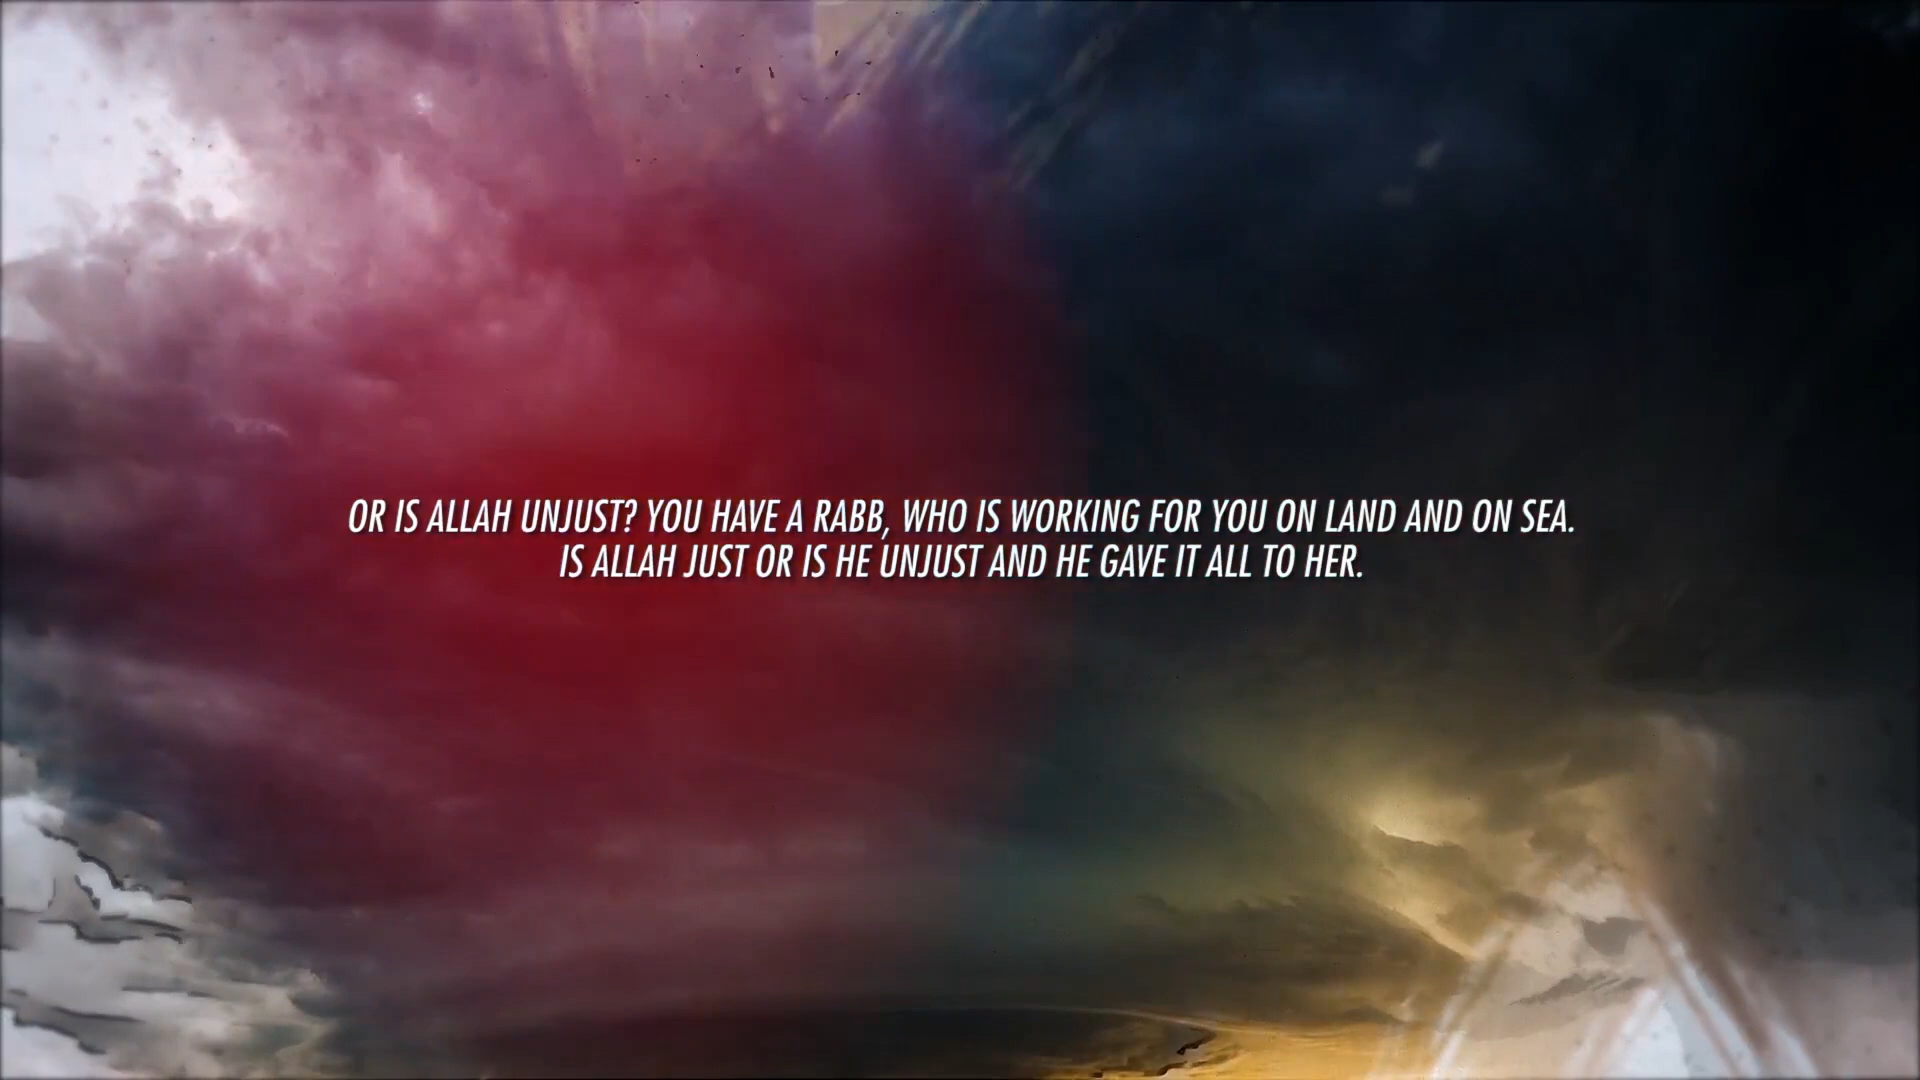 OR IS ALLAH UNJUST? YOU HAVE A RABB, WHO IS WORKING FOR YOU ON LAND AND ON SEA.
IS ALLAH JUST OR IS HE UNJUST AND HE GAVE IT ALL TO HER.